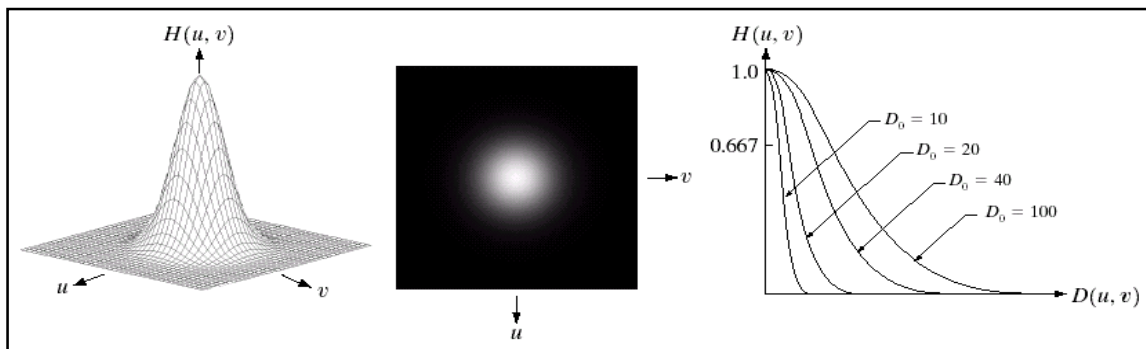 H(u, v)
u
v
v
u
H(u, v)
1.0
0.667
D₀ = 10
D₀ = 20
D₀ = 40
D₀ = 100
D(u, v)